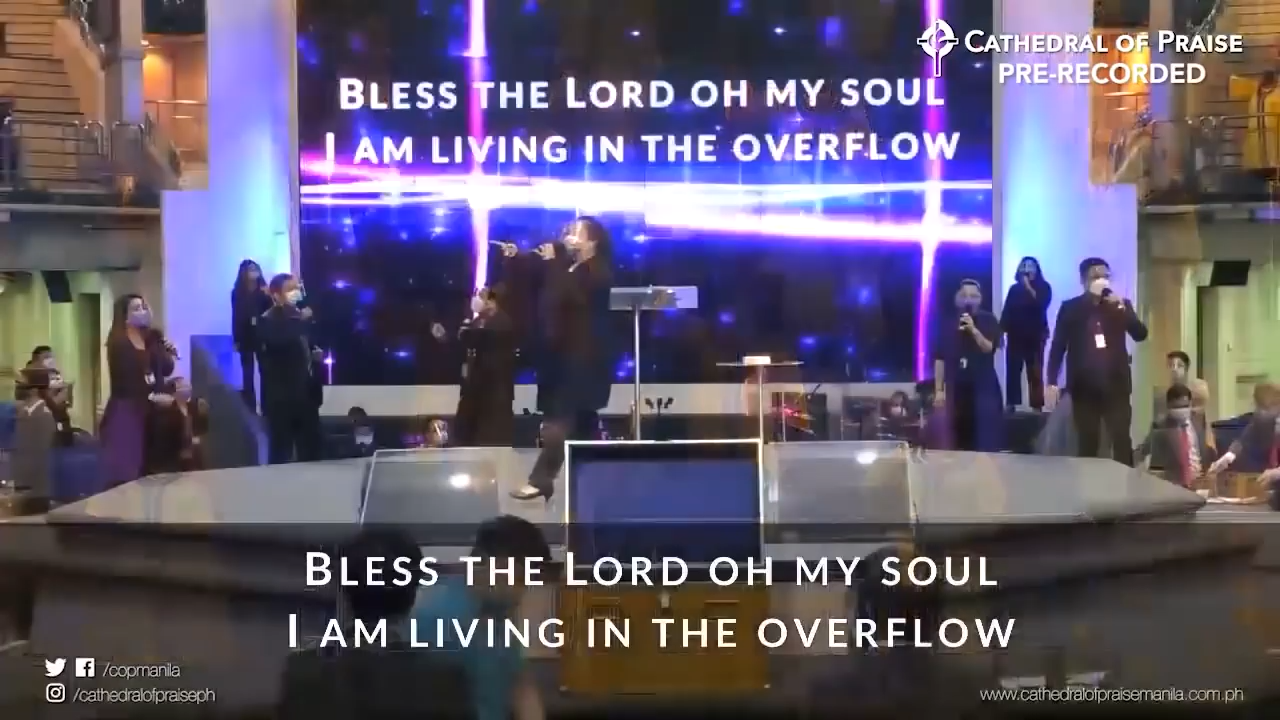 CATHEDRAL OF PRAISE
PRE-RECORDED
BLESS THE LORD OH MY SOUL
I AM LIVING IN THE OVERFLOW
BLESS THE LORD OH MY SOUL
I AM LIVING IN THE OVERFLOW
/copmanila
/cathedralofpraiseph
www.cathedralofpraisemanila.com.ph